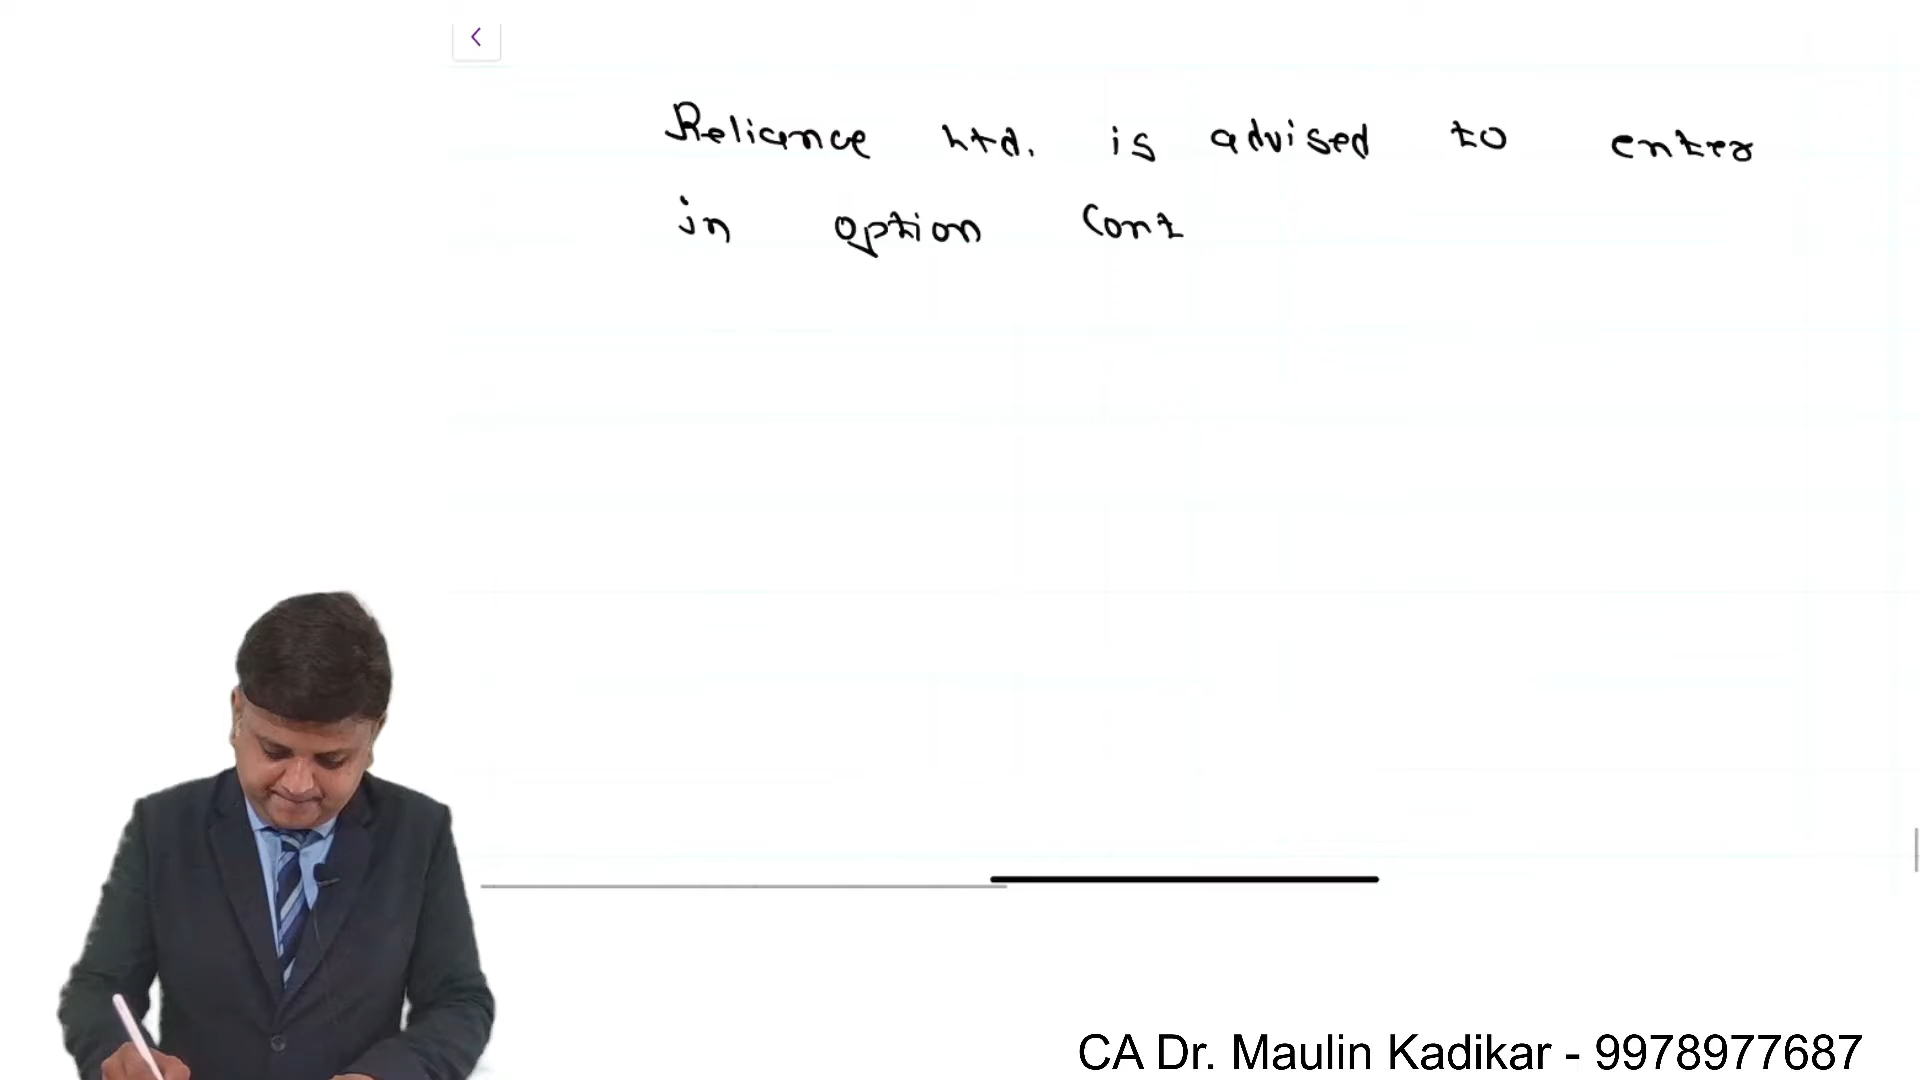 Reliance Ltd. is advised to enter
in option Cont
CA Dr. Maulin Kadikar - 9978977687